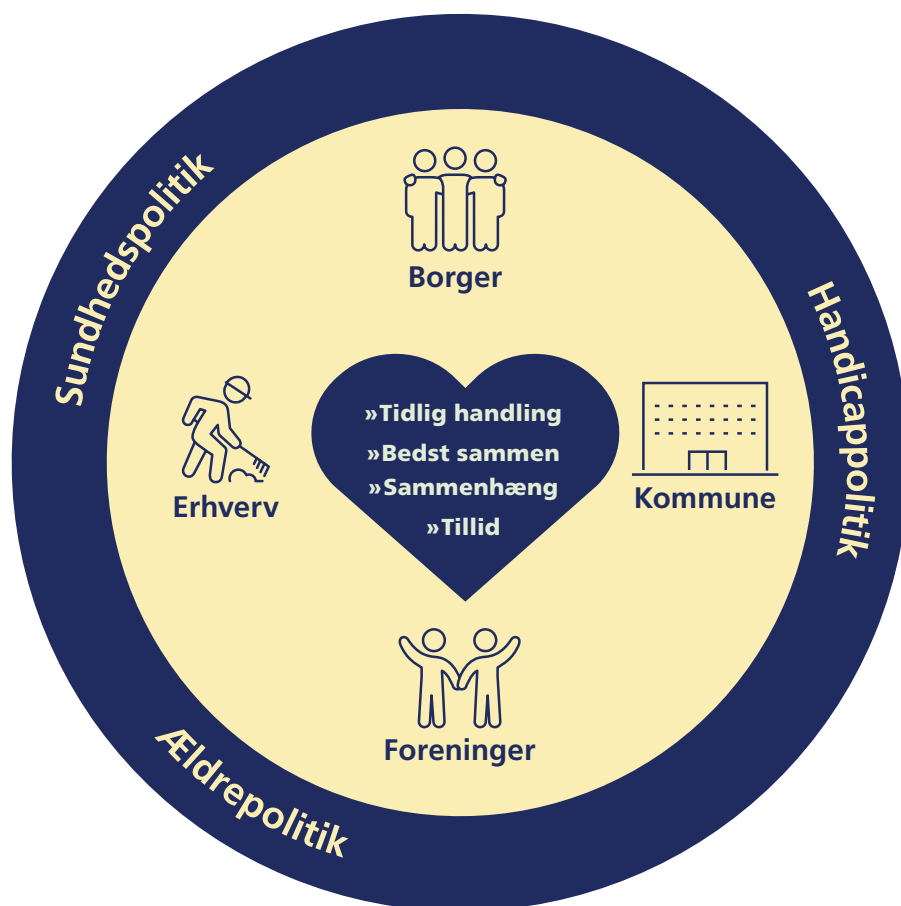 Sundhedspolitik
Handicappolitik
Ældrepolitik
Borger
Erhverv
»Tidlig handling
»Bedst sammen
»Sammenhæng
»Tillid
Kommune
Foreninger